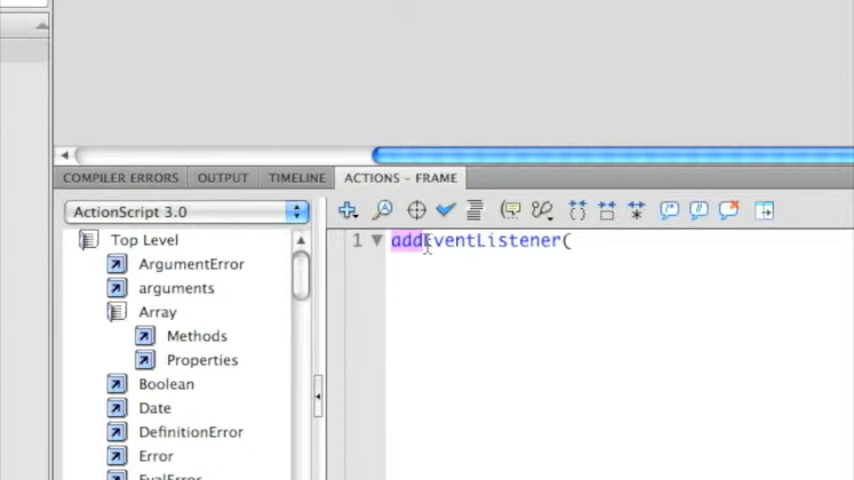 COMPILER ERRORS OUTPUT TIMELINE ACTIONS - FRAME
ActionScript 3.0
1 addEventListener(
Top Level
ArgumentError
arguments
Array
Methods
Properties
Boolean
Date
DefinitionError
Error
EvalError